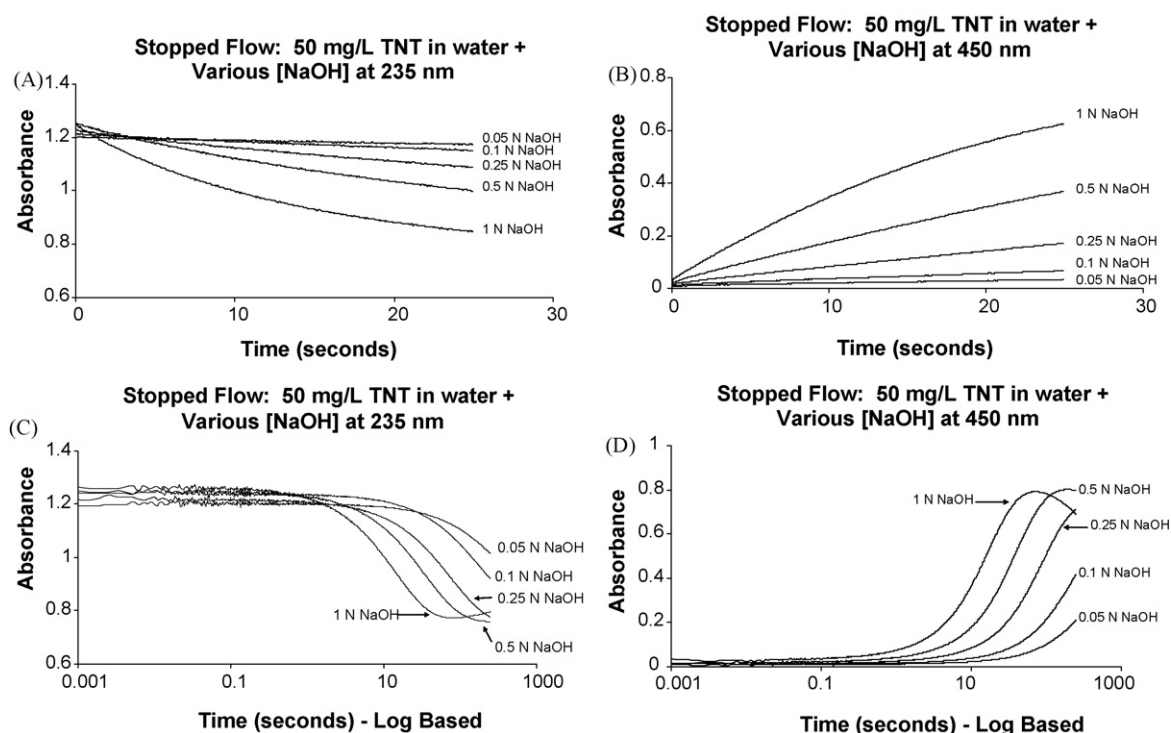 Stopped Flow: 50 mg/L TNT in water +
Various [NaOH] at 235 nm
(A)
1.4
1.2
1
0.8
0.6
Absorbance
0.05 N NaOH
0.1 N NaOH
0.25 N NaOH
0.5 N NaOH
1 N NaOH
0
10
20
30
Time (seconds)
Stopped Flow: 50 mg/L TNT in water +
Various [NaOH] at 450 nm
(B)
0.8
0.6
0.4
0.2
0
Absorbance
1 N NaOH
0.5 N NaOH
0.25 N NaOH
0.1 N NaOH
0.05 N NaOH
0
10
20
30
Time (seconds)
Stopped Flow: 50 mg/L TNT in water +
Various [NaOH] at 235 nm
(C)
1.4
1.2
1
0.8
0.6
Absorbance
0.05 N NaOH
0.1 N NaOH
0.25 N NaOH
1 N NaOH
0.5 N NaOH
0.001
0.1
10
1000
Time (seconds) - Log Based
Stopped Flow: 50 mg/L TNT in water +
Various [NaOH] at 450 nm
(D)
1
0.8
0.6
0.4
0.2
0
Absorbance
1 N NaOH
0.5 N NaOH
0.25 N NaOH
0.1 N NaOH
0.05 N NaOH
0.001
0.1
10
1000
Time (seconds) - Log Based